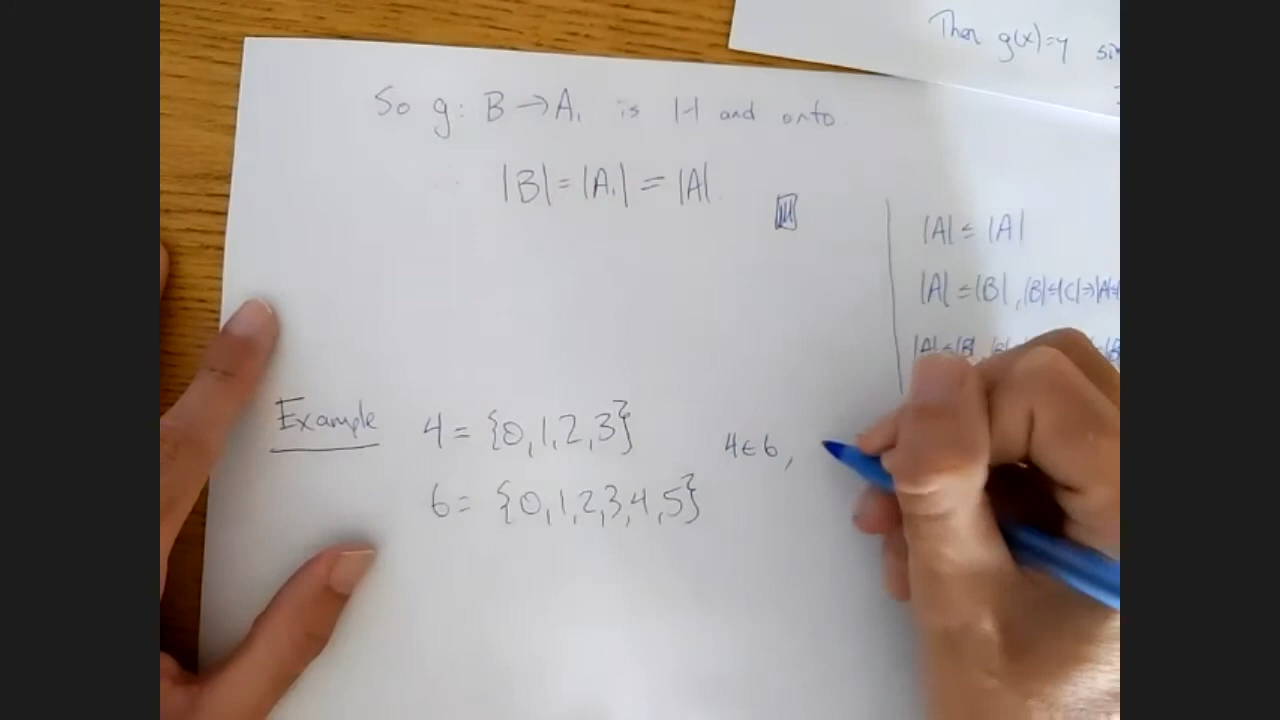 Then g(x)=y
So g: B→A₁ is 1-1 and onto
|B| = |A₁| = |A|
|A| ≤ |A|
|A| ≤ |B|, |B| ≤ |C| ⇒ |A| ≤
Example 4 = {0,1,2,3}
4∈6,
6 = {0,1,2,3,4,5}